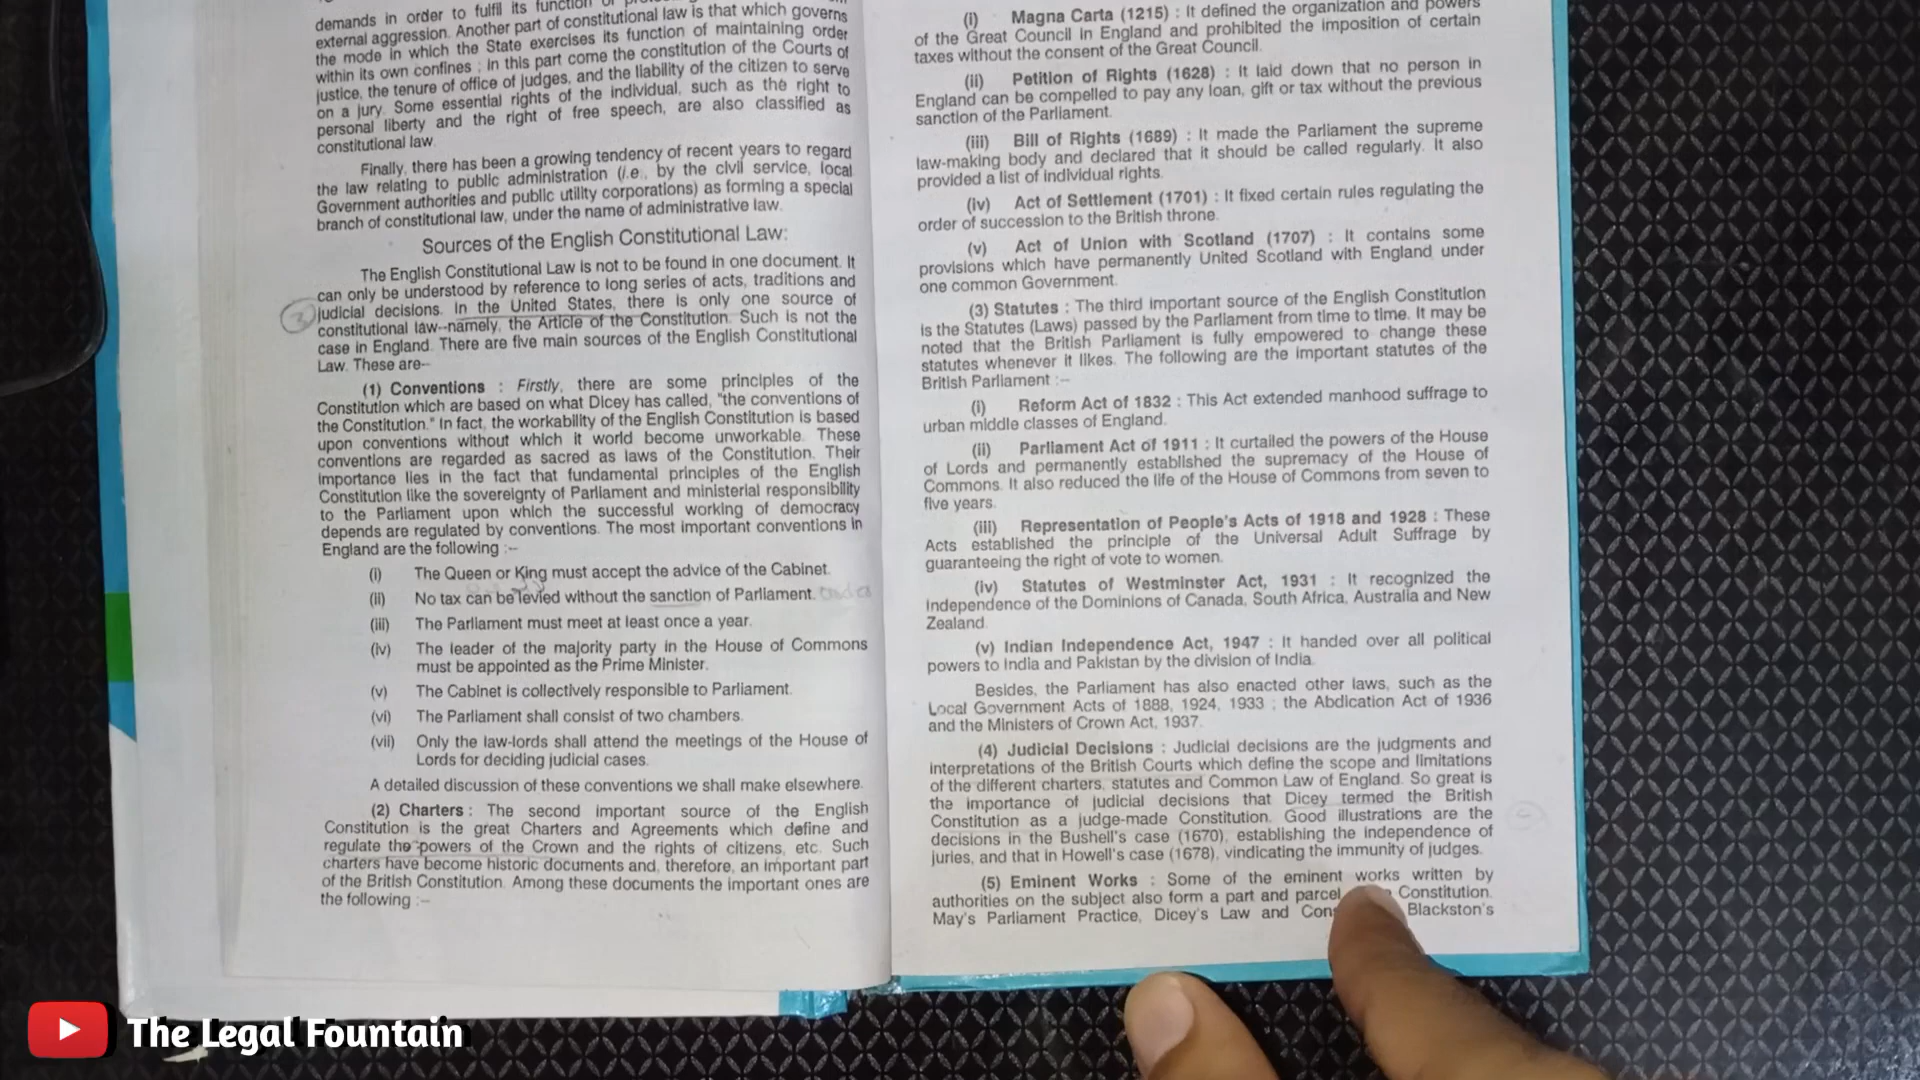 demands in order to fulfil its function
external aggression. Another part of constitutional law is that which governs
the mode in which the State exercises its function of maintaining order
within its own confines ; in this part come the constitution of the Courts of
justice, the tenure of office of judges, and the liability of the citizen to serve
on a jury. Some essential rights of the individual, such as the right to
personal liberty and the right of free speech, are also classified as
constitutional law.
Finally, there has been a growing tendency of recent years to regard
the law relating to public administration (i.e., by the civil service, local
Government authorities and public utility corporations) as forming a special
branch of constitutional law, under the name of administrative law.
Sources of the English Constitutional Law:
The English Constitutional Law is not to be found in one document. It
can only be understood by reference to long series of acts, traditions and
judicial decisions. In the United States, there is only one source of
constitutional law--namely, the Article of the Constitution. Such is not the
case in England. There are five main sources of the English Constitutional
Law. These are--
(1) Conventions : Firstly, there are some principles of the
Constitution which are based on what Dicey has called, "the conventions of
the Constitution." In fact, the workability of the English Constitution is based
upon conventions without which it world become unworkable. These
conventions are regarded as sacred as laws of the Constitution. Their
importance lies in the fact that fundamental principles of the English
Constitution like the sovereignty of Parliament and ministerial responsibility
to the Parliament upon which the successful working of democracy
depends are regulated by conventions. The most important conventions in
England are the following :--
(i) The Queen or King must accept the advice of the Cabinet.
(ii) No tax can be levied without the sanction of Parliament.
(iii) The Parliament must meet at least once a year.
(iv) The leader of the majority party in the House of Commons
must be appointed as the Prime Minister.
(v) The Cabinet is collectively responsible to Parliament.
(vi) The Parliament shall consist of two chambers.
(vii) Only the law-lords shall attend the meetings of the House of
Lords for deciding judicial cases.
A detailed discussion of these conventions we shall make elsewhere.
(2) Charters : The second important source of the English
Constitution is the great Charters and Agreements which define and
regulate the powers of the Crown and the rights of citizens, etc. Such
charters have become historic documents and, therefore, an important part
of the British Constitution. Among these documents the important ones are
the following :--
(i) Magna Carta (1215) : It defined the organization and powers
of the Great Council in England and prohibited the imposition of certain
taxes without the consent of the Great Council.
(ii) Petition of Rights (1628) : It laid down that no person in
England can be compelled to pay any loan, gift or tax without the previous
sanction of the Parliament.
(iii) Bill of Rights (1689) : It made the Parliament the supreme
law-making body and declared that it should be called regularly. It also
provided a list of individual rights.
(iv) Act of Settlement (1701) : It fixed certain rules regulating the
order of succession to the British throne.
(v) Act of Union with Scotland (1707) : It contains some
provisions which have permanently United Scotland with England under
one common Government.
(3) Statutes : The third important source of the English Constitution
is the Statutes (Laws) passed by the Parliament from time to time. It may be
noted that the British Parliament is fully empowered to change these
statutes whenever it likes. The following are the important statutes of the
British Parliament :--
(i) Reform Act of 1832 : This Act extended manhood suffrage to
urban middle classes of England.
(ii) Parliament Act of 1911 : It curtailed the powers of the House
of Lords and permanently established the supremacy of the House of
Commons. It also reduced the life of the House of Commons from seven to
five years.
(iii) Representation of People's Acts of 1918 and 1928 : These
Acts established the principle of the Universal Adult Suffrage by
guaranteeing the right of vote to women.
(iv) Statutes of Westminster Act, 1931 : It recognized the
Independence of the Dominions of Canada, South Africa, Australia and New
Zealand.
(v) Indian Independence Act, 1947 : It handed over all political
powers to India and Pakistan by the division of India.
Besides, the Parliament has also enacted other laws, such as the
Local Government Acts of 1888, 1924, 1933 ; the Abdication Act of 1936
and the Ministers of Crown Act, 1937.
(4) Judicial Decisions : Judicial decisions are the judgments and
interpretations of the British Courts which define the scope and limitations
of the different charters, statutes and Common Law of England. So great is
the importance of judicial decisions that Dicey termed the British
Constitution as a judge-made Constitution. Good illustrations are the
decisions in the Bushell's case (1670), establishing the independence of
juries, and that in Howell's case (1678), vindicating the immunity of judges.
(5) Eminent Works : Some of the eminent works written by
authorities on the subject also form a part and parcel Constitution.
May's Parliament Practice, Dicey's Law and Blackston's
The Legal Fountain